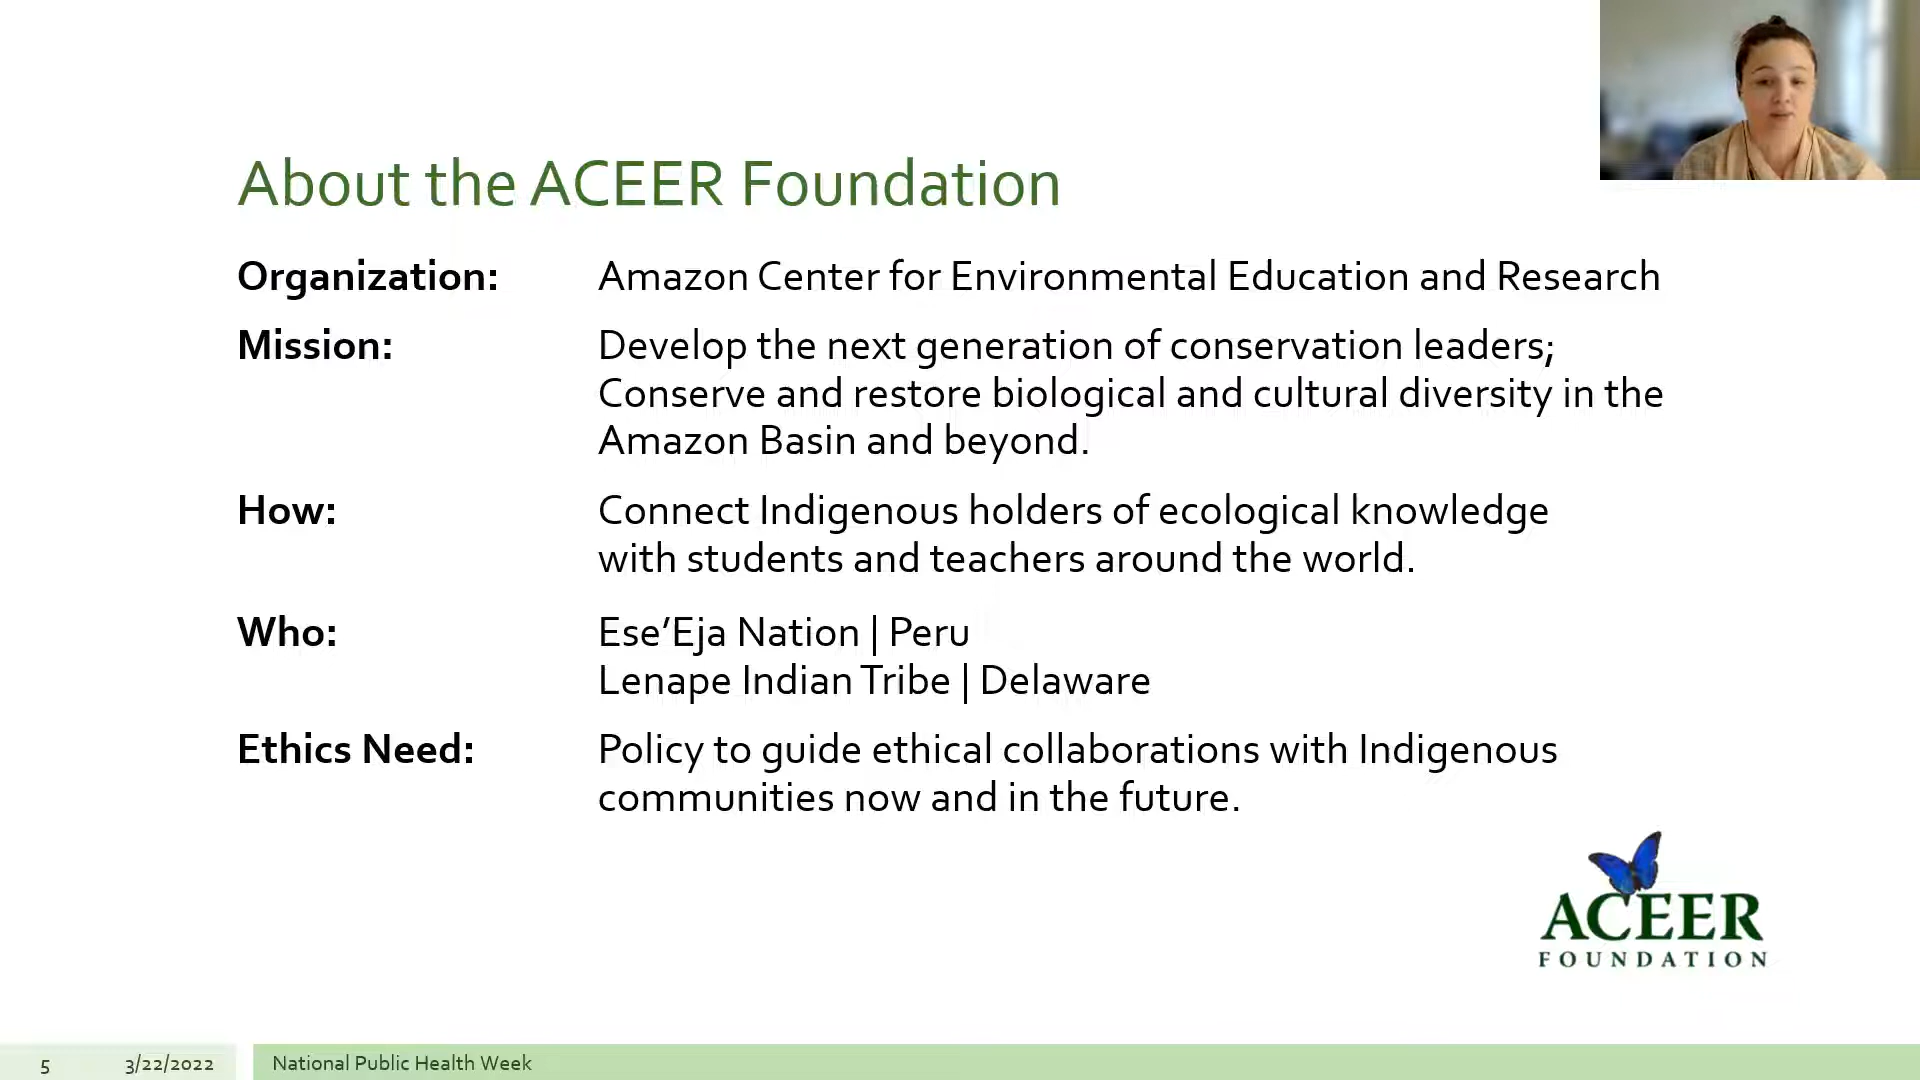 About the ACEER Foundation
Organization: Amazon Center for Environmental Education and Research
Mission: Develop the next generation of conservation leaders;
Conserve and restore biological and cultural diversity in the
Amazon Basin and beyond.
How: Connect Indigenous holders of ecological knowledge
with students and teachers around the world.
Who: Ese’Eja Nation | Peru
Lenape Indian Tribe | Delaware
Ethics Need: Policy to guide ethical collaborations with Indigenous
communities now and in the future.
ACEER
FOUNDATION
5 3/22/2022 National Public Health Week